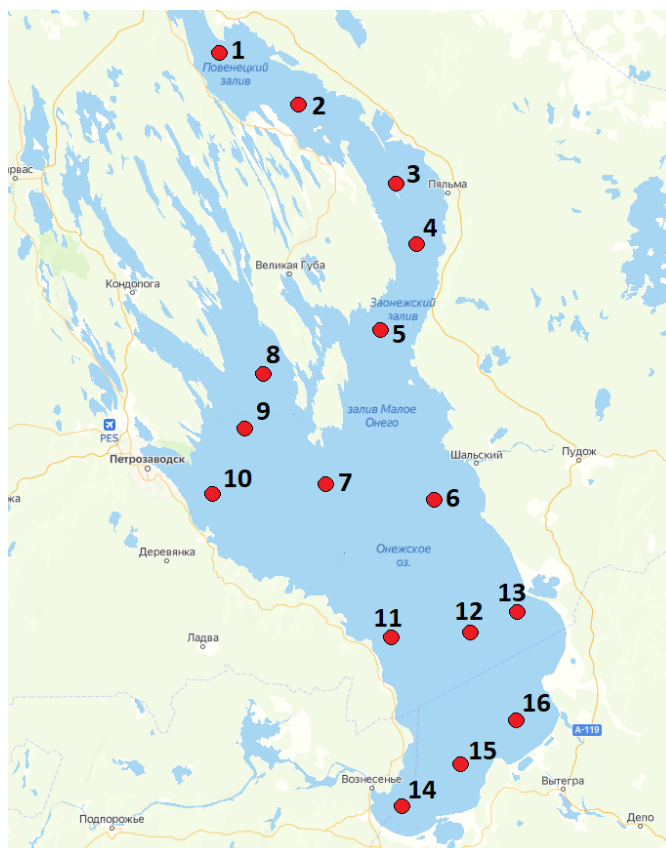 1
Повенецкий
залив
2
рвас
3
Пяльма
4
Великая Губа
Кондопога
Заонежский
залив
5
8
залив Малое
Онего
9
PES
Петрозаводск
Шальский
Пудож
10
7
6
жа
Деревянка
Онежское
оз.
13
11
12
Ладва
16
А-119
15
Вознесенье
14
Вытегра
Подпорожье
Депо